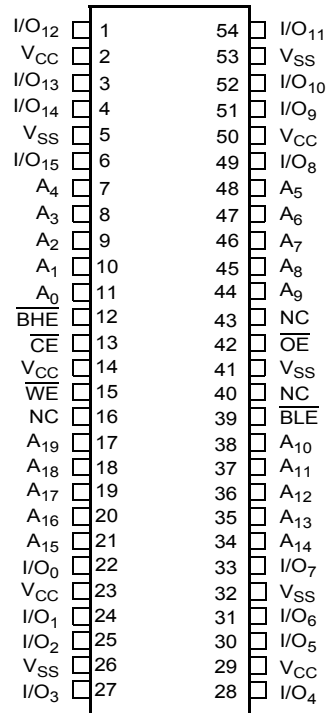 I/O12 1 54 I/O11
VCC 2 53 VSS
I/O13 3 52 I/O10
I/O14 4 51 I/O9
VSS 5 50 VCC
I/O15 6 49 I/O8
A4 7 48 A5
A3 8 47 A6
A2 9 46 A7
A1 10 45 A8
A0 11 44 A9
BHE 12 43 NC
CE 13 42 OE
VCC 14 41 VSS
WE 15 40 NC
NC 16 39 BLE
A19 17 38 A10
A18 18 37 A11
A17 19 36 A12
A16 20 35 A13
A15 21 34 A14
I/O0 22 33 I/O7
VCC 23 32 VSS
I/O1 24 31 I/O6
I/O2 25 30 I/O5
VSS 26 29 VCC
I/O3 27 28 I/O4